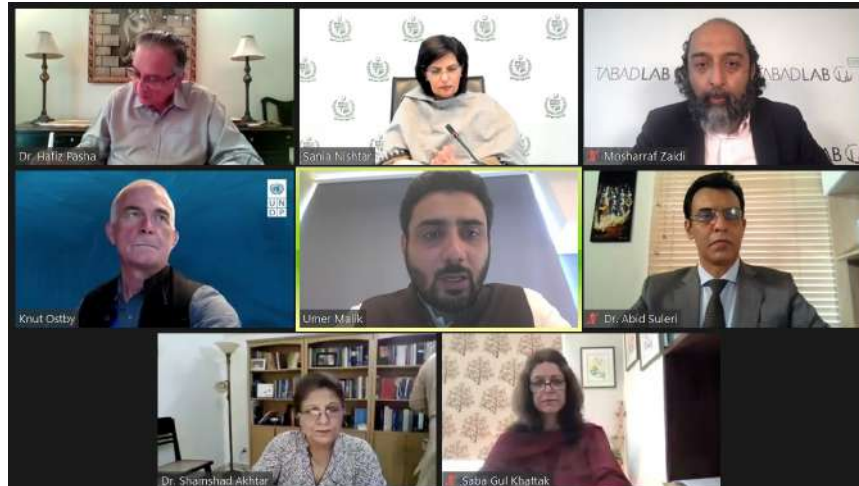 TABADLAB
TABADLAB
AB
Dr. Hafiz Pasha
Sania Nishtar
Mosharraf Zaidi
U N
D P
Knut Ostby
Umer Malik
Dr. Abid Suleri
Dr. Shamshad Akhtar
Saba Gul Khattak